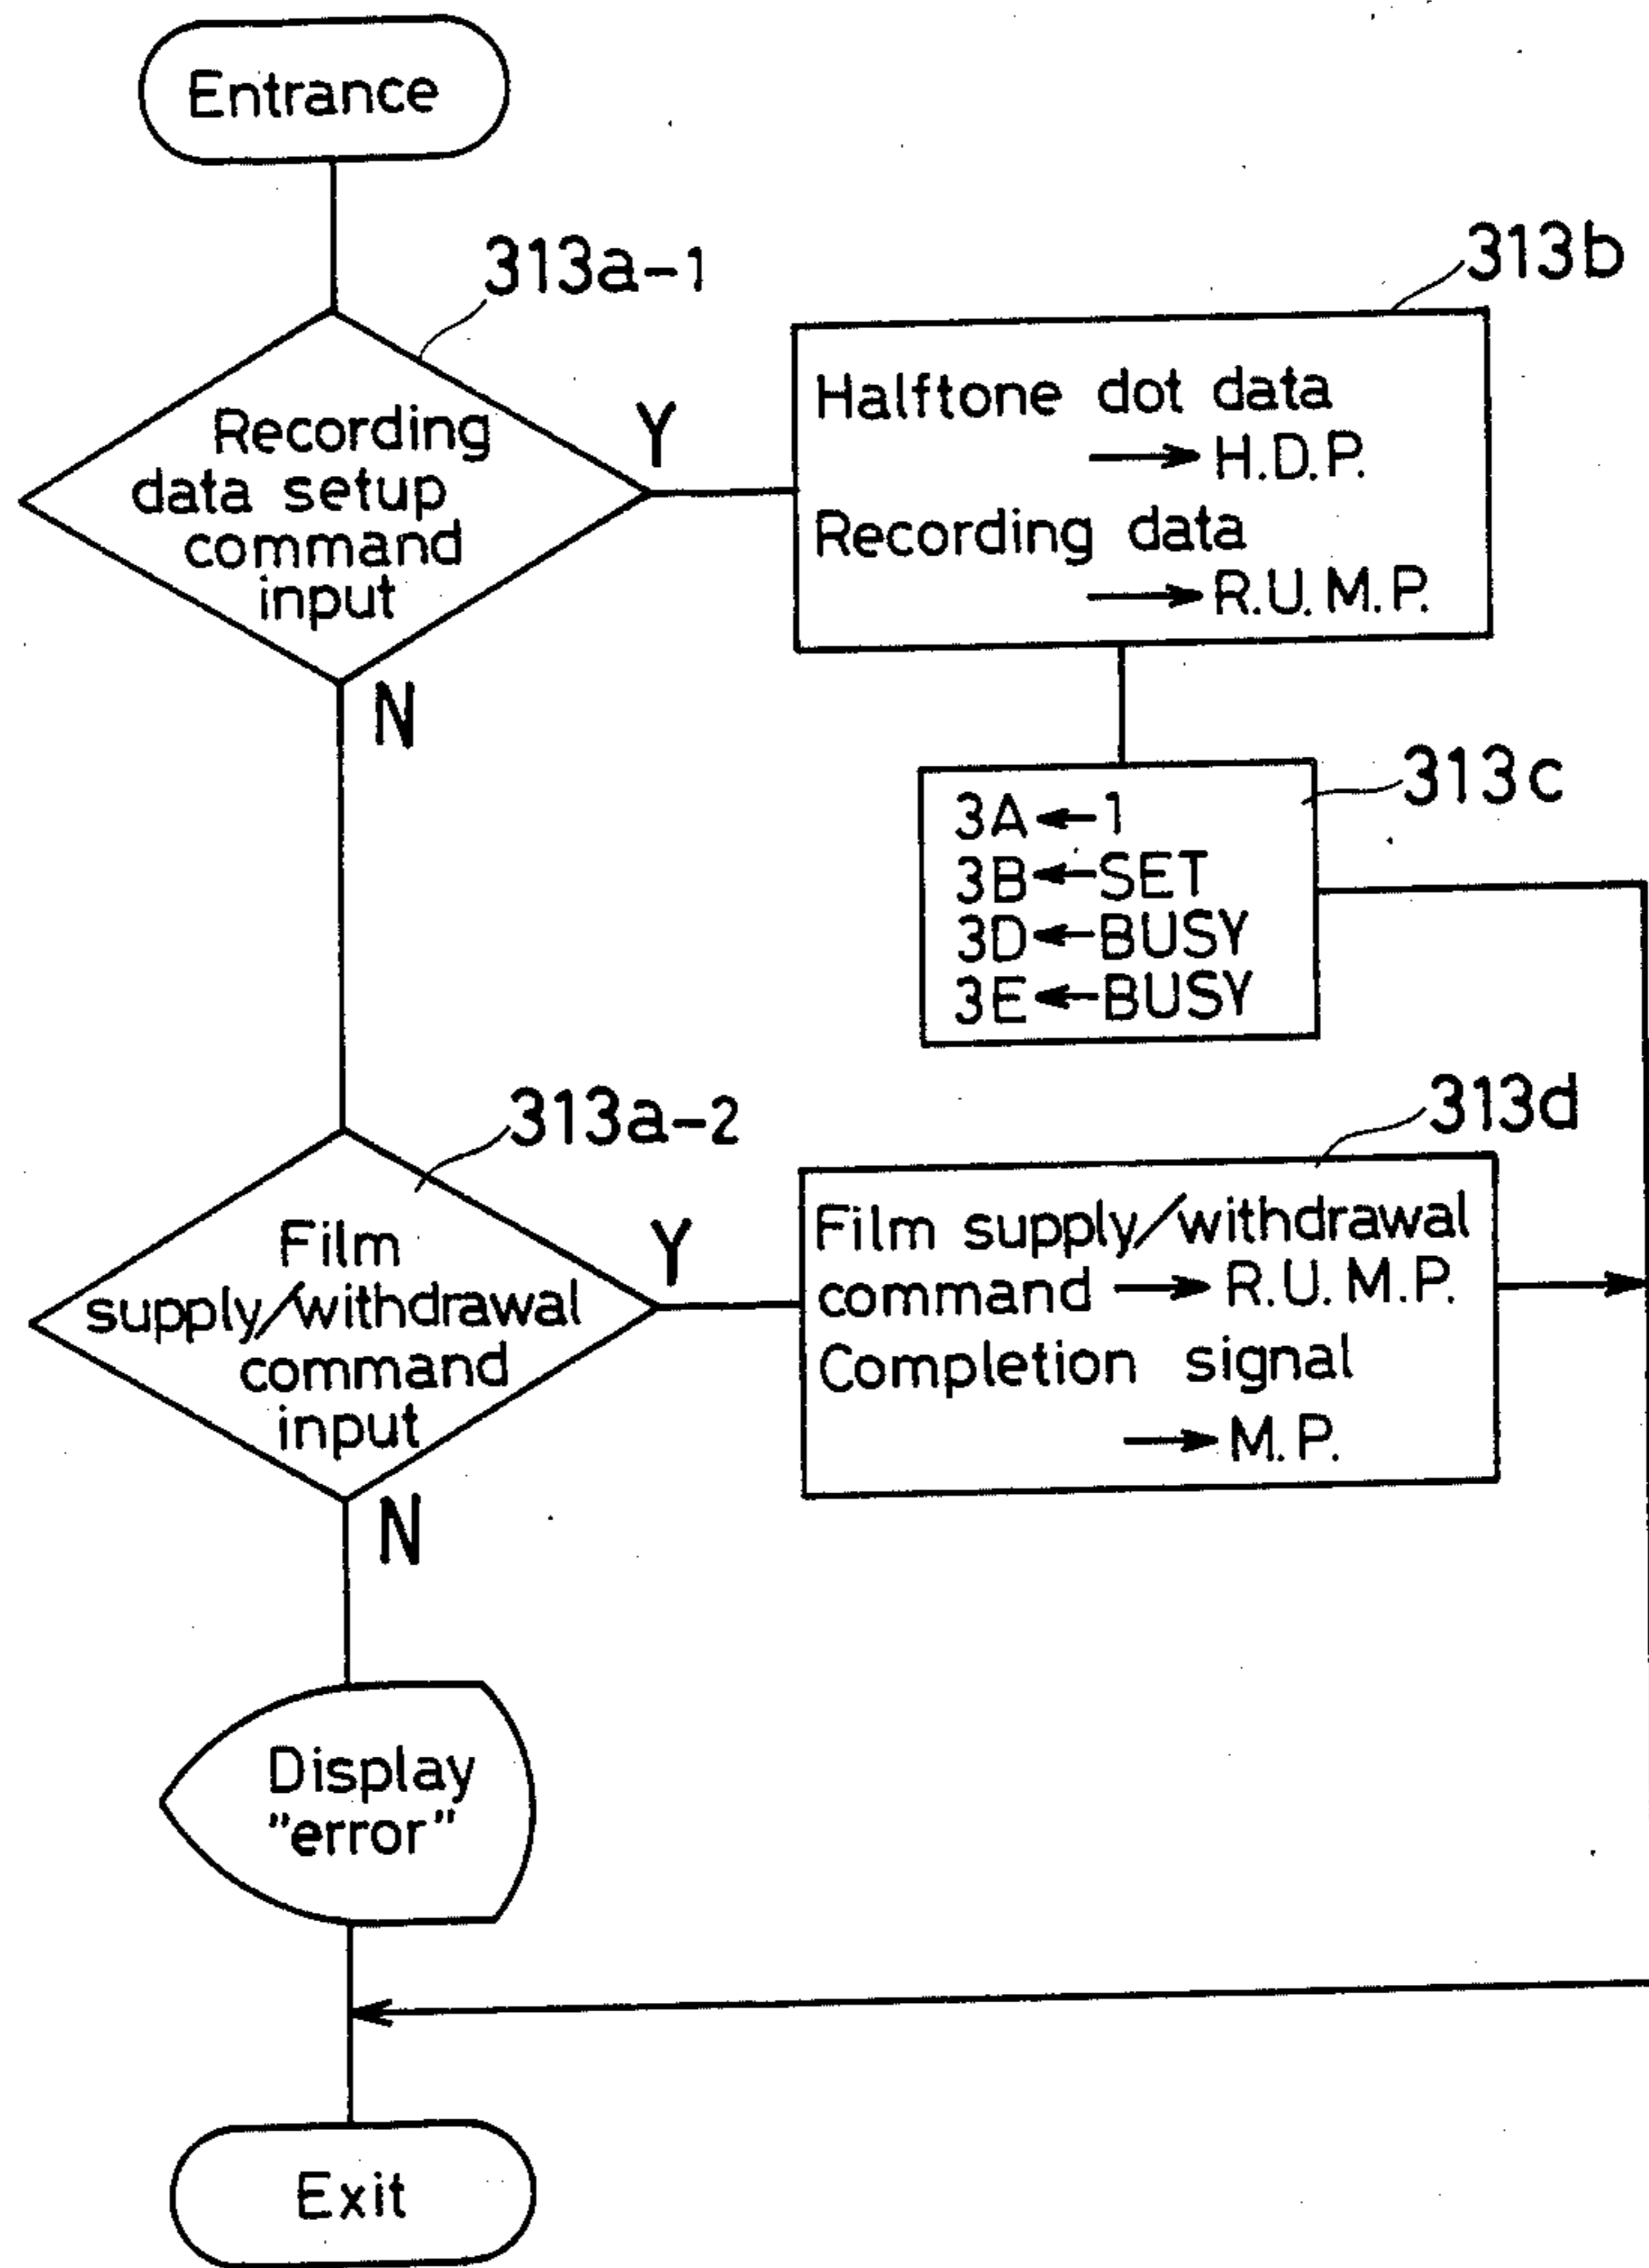 Entrance
313a-1
Recording
data setup
command
input
Y
N
313b
Halftone dot data
→ H.D.P.
Recording data
→ R.U.M.P.
313c
3A←1
3B←SET
3D←BUSY
3E←BUSY
313a-2
Film
supply/withdrawal
command
input
Y
N
313d
Film supply/withdrawal
command → R.U.M.P.
Completion signal
→ M.P.
Display
"error"
Exit